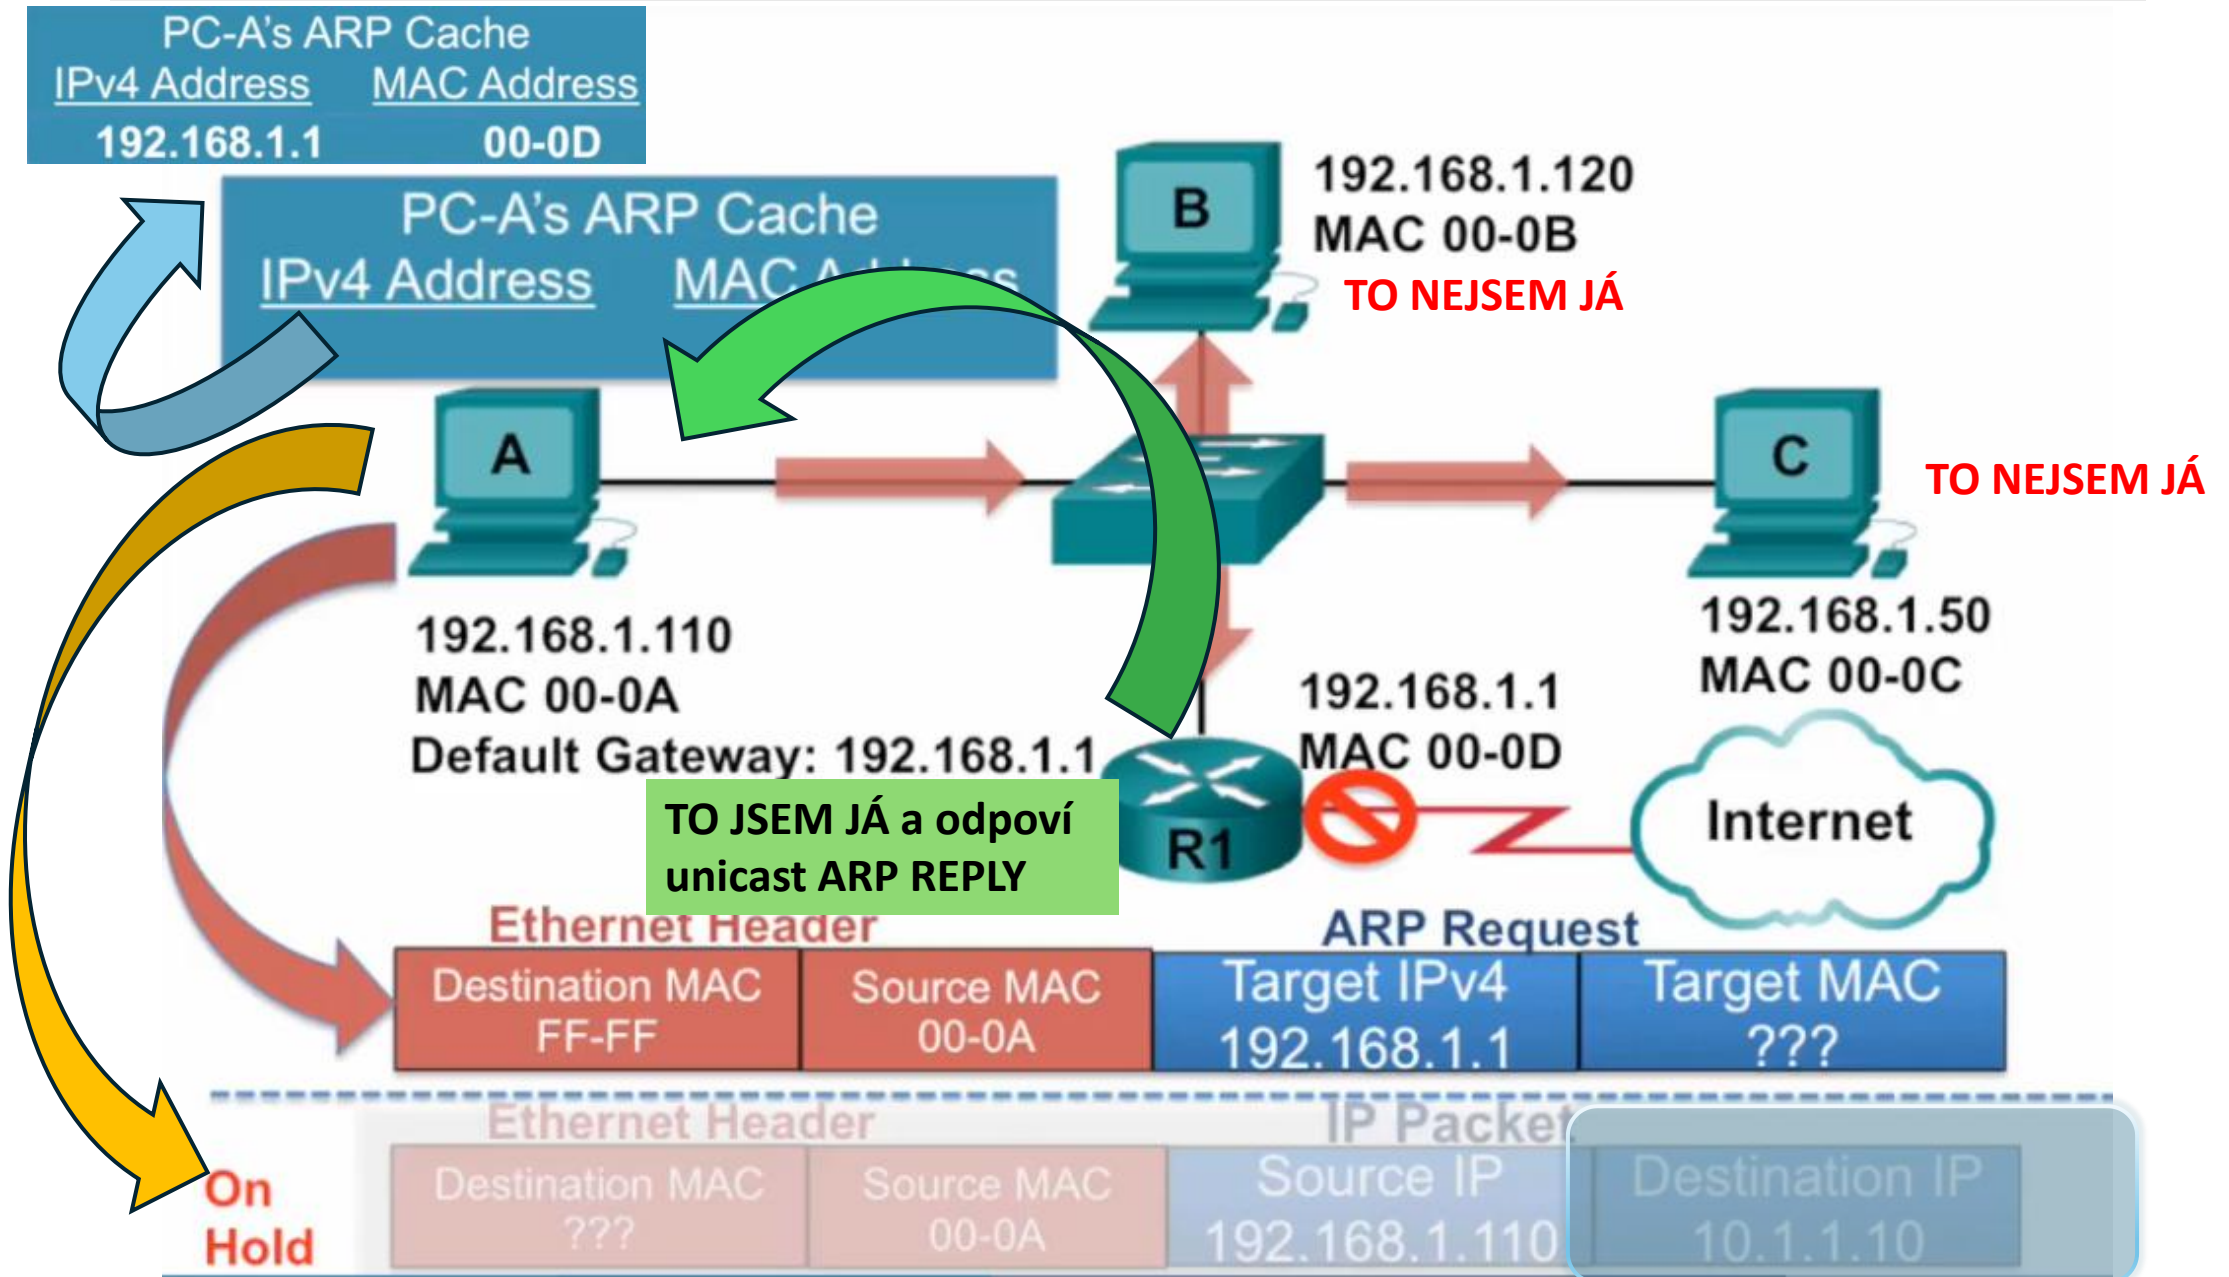 PC-A's ARP Cache
IPv4 Address MAC Address
192.168.1.1 00-0D
PC-A's ARP Cache
IPv4 Address MAC Address
B
192.168.1.120
MAC 00-0B
TO NEJSEM JÁ
A
C
TO NEJSEM JÁ
192.168.1.110
MAC 00-0A
Default Gateway: 192.168.1.1
192.168.1.50
MAC 00-0C
192.168.1.1
MAC 00-0D
TO JSEM JÁ a odpoví
unicast ARP REPLY
R1
Internet
Ethernet Header ARP Request
Destination MAC Source MAC Target IPv4 Target MAC
FF-FF 00-0A 192.168.1.1 ???
Ethernet Header IP Packet
On
Hold
Destination MAC Source MAC Source IP Destination IP
??? 00-0A 192.168.1.110 10.1.1.10